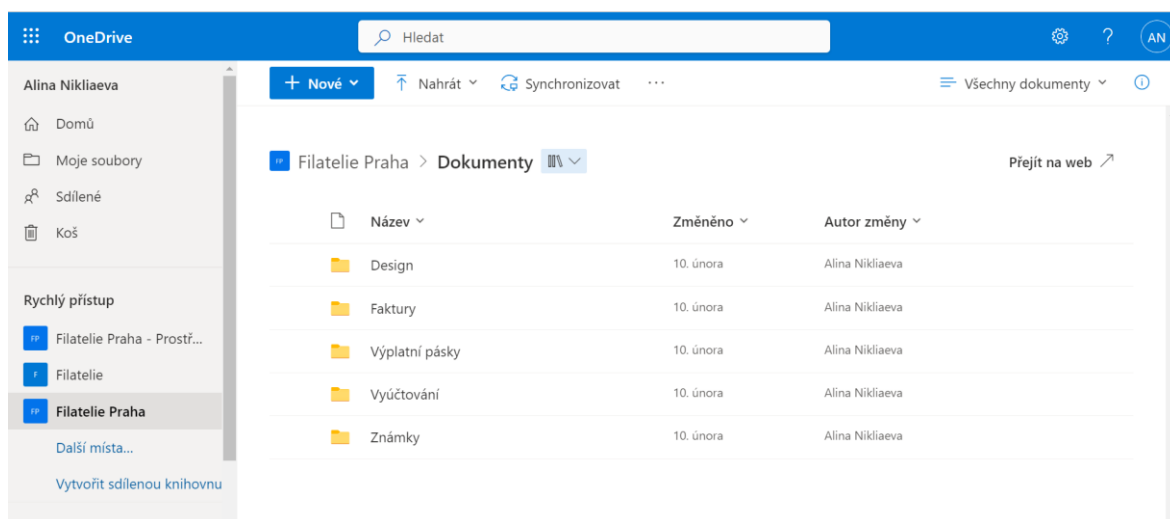 OneDrive
Hledat
AN
Alina Nikliaeva
Domů
Moje soubory
Sdílené
Koš
Rychlý přístup
FP Filatelie Praha - Prostř...
F Filatelie
FP Filatelie Praha
Další místa...
Vytvořit sdílenou knihovnu
+ Nové Nahrát Synchronizovat ... Všechny dokumenty
FP Filatelie Praha > Dokumenty Přejít na web
Název Změněno Autor změny
Design 10. února Alina Nikliaeva
Faktury 10. února Alina Nikliaeva
Výplatní pásky 10. února Alina Nikliaeva
Vyúčtování 10. února Alina Nikliaeva
Známky 10. února Alina Nikliaeva